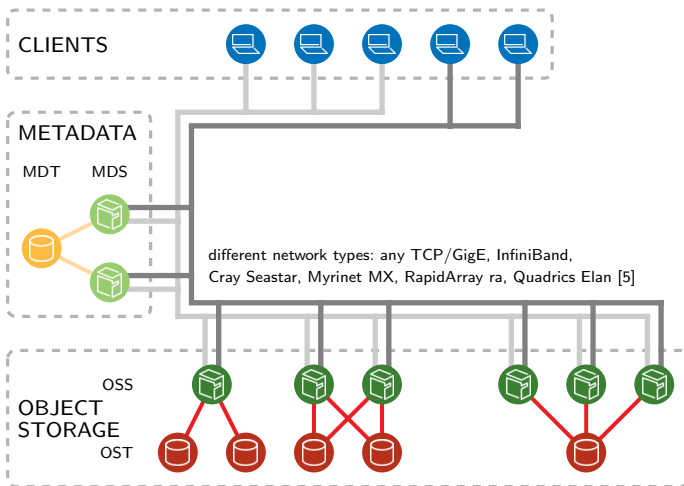 CLIENTS
METADATA
MDT MDS
different network types: any TCP/GigE, InfiniBand,
Cray Seastar, Myrinet MX, RapidArray ra, Quadrics Elan [5]
OSS
OBJECT
STORAGE
OST